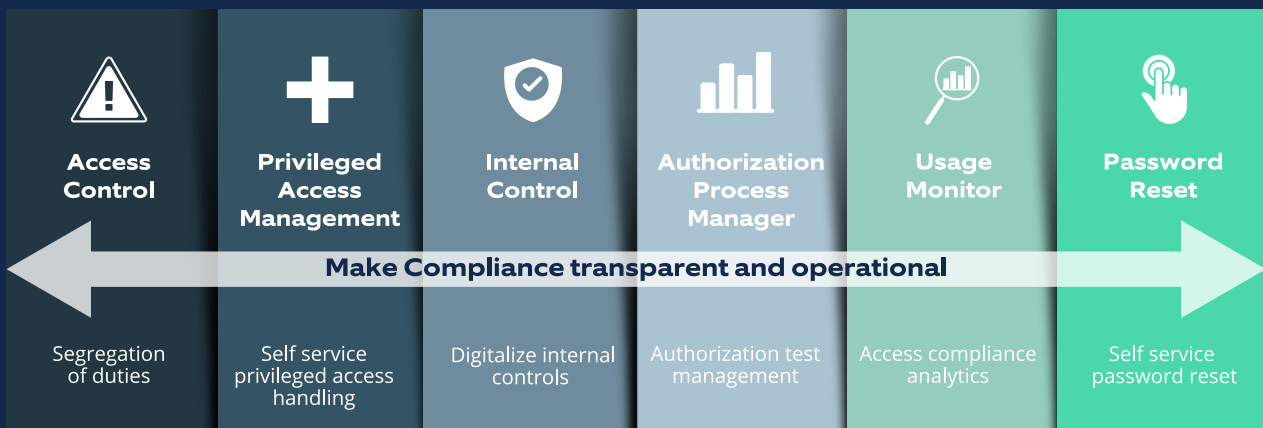 Access
Control
Privileged
Access
Management
Internal
Control
Authorization
Process
Manager
Usage
Monitor
Password
Reset
Make Compliance transparent and operational
Segregation
of duties
Self service
privileged access
handling
Digitalize internal
controls
Authorization test
management
Access compliance
analytics
Self service
password reset